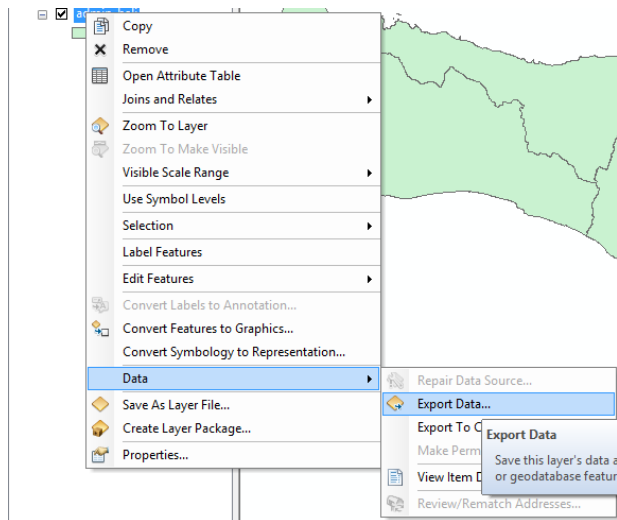 Copy
Remove
Open Attribute Table
Joins and Relates
Zoom To Layer
Zoom To Make Visible
Visible Scale Range
Use Symbol Levels
Selection
Label Features
Edit Features
Convert Labels to Annotation...
Convert Features to Graphics...
Convert Symbology to Representation...
Data
Save As Layer File...
Create Layer Package...
Properties...
Repair Data Source...
Export Data...
Export To C
Make Perm
View Item D
Review/Rematch Addresses...
Export Data
Save this layer's data a
or geodatabase featur